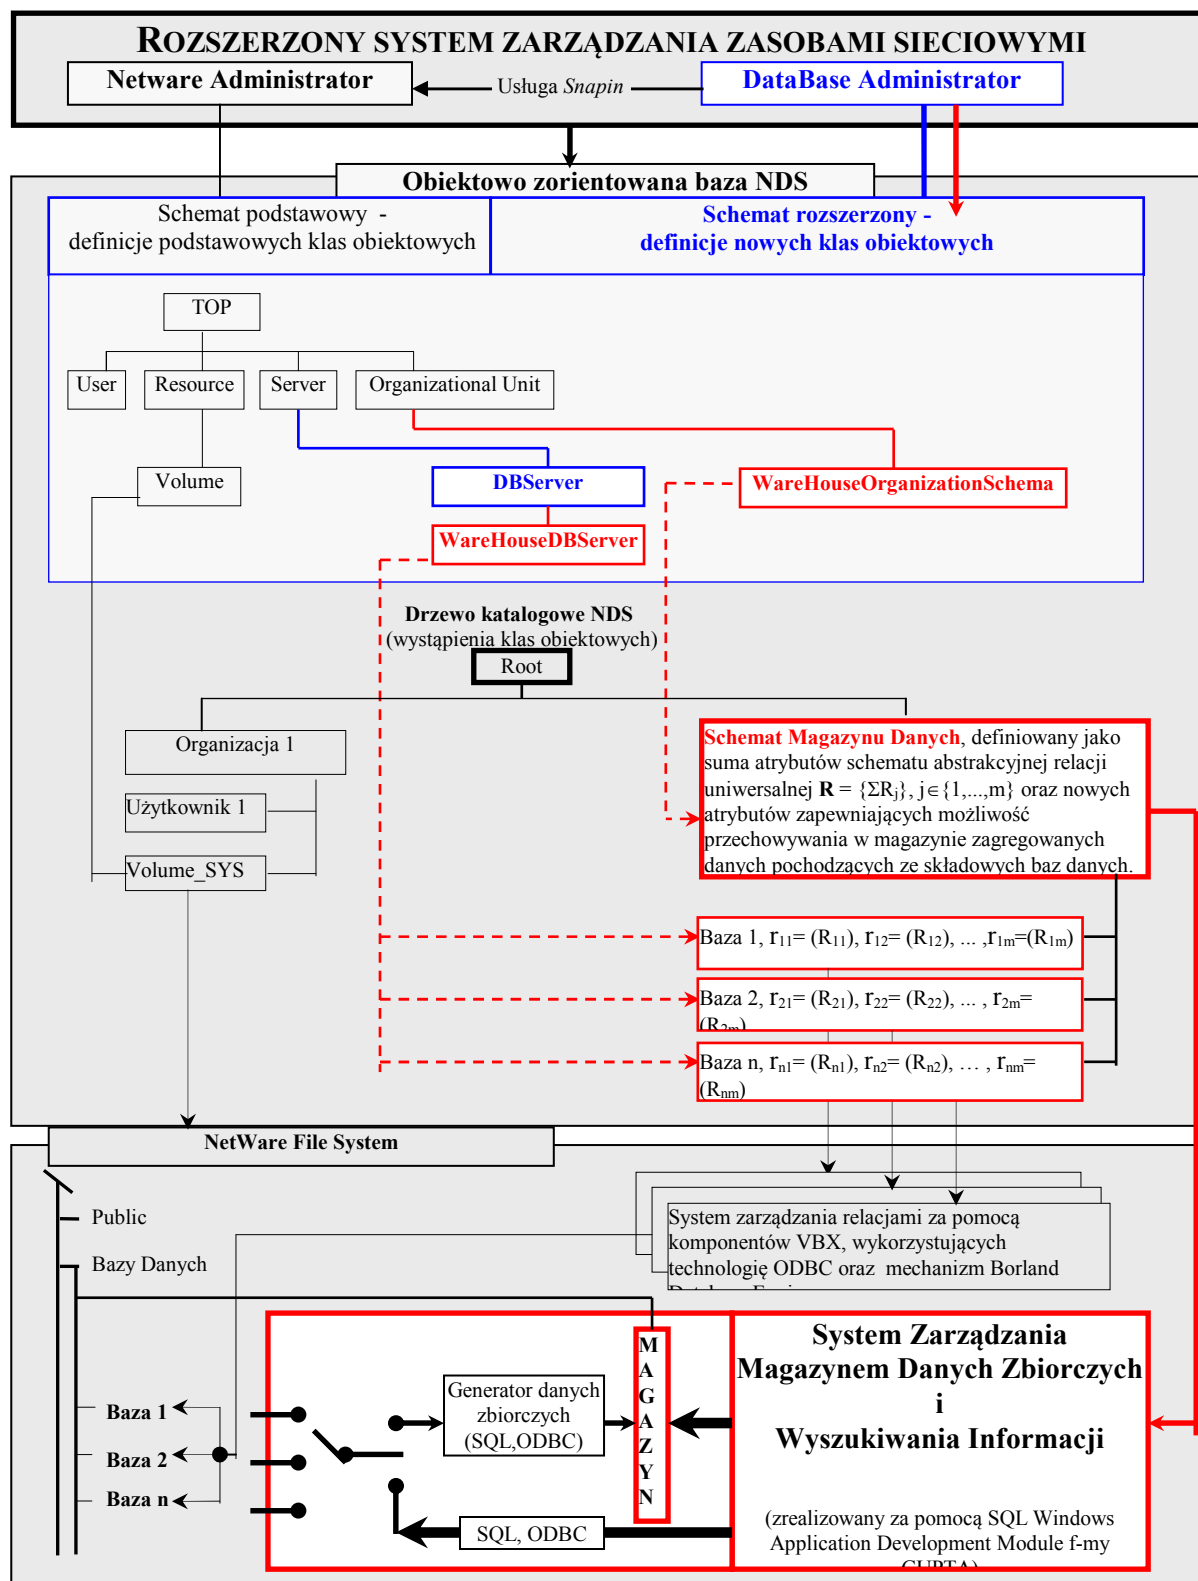 ROZSZERZONY SYSTEM ZARZĄDZANIA ZASOBAMI SIECIOWYMI
Netware Administrator
Usługa Snapin
DataBase Administrator
Obiektowo zorientowana baza NDS
Schemat podstawowy -
definicje podstawowych klas obiektowych
Schemat rozszerzony -
definicje nowych klas obiektowych
TOP
User
Resource
Server
Organizational Unit
Volume
DBServer
WareHouseOrganizationSchema
WareHouseDBServer
Drzewo katalogowe NDS
(wystąpienia klas obiektowych)
Root
Organizacja 1
Użytkownik 1
Volume_SYS
Schemat Magazynu Danych, definiowany jako
suma atrybutów schematu abstrakcyjnej relacji
uniwersalnej R = {ΣRj}, j∈{1,...,m} oraz nowych
atrybutów zapewniających możliwość
przechowywania w magazynie zagregowanych
danych pochodzących ze składowych baz danych.
Baza 1, r11= (R11), r12= (R12), ... ,r1m=(R1m)
Baza 2, r21= (R21), r22= (R22), ... , r2m=
(R2m)
Baza n, rn1= (Rn1), rn2= (Rn2), … , rnm=
(Rnm)
NetWare File System
Public
Bazy Danych
System zarządzania relacjami za pomocą
komponentów VBX, wykorzystujących
technologię ODBC oraz mechanizm Borland
Baza 1
Baza 2
Baza n
Generator danych
zbiorczych
(SQL,ODBC)
MAGAZYN
SQL, ODBC
System Zarządzania
Magazynem Danych Zbiorczych
i
Wyszukiwania Informacji
(zrealizowany za pomocą SQL Windows
Application Development Module f-my
GUPTA)